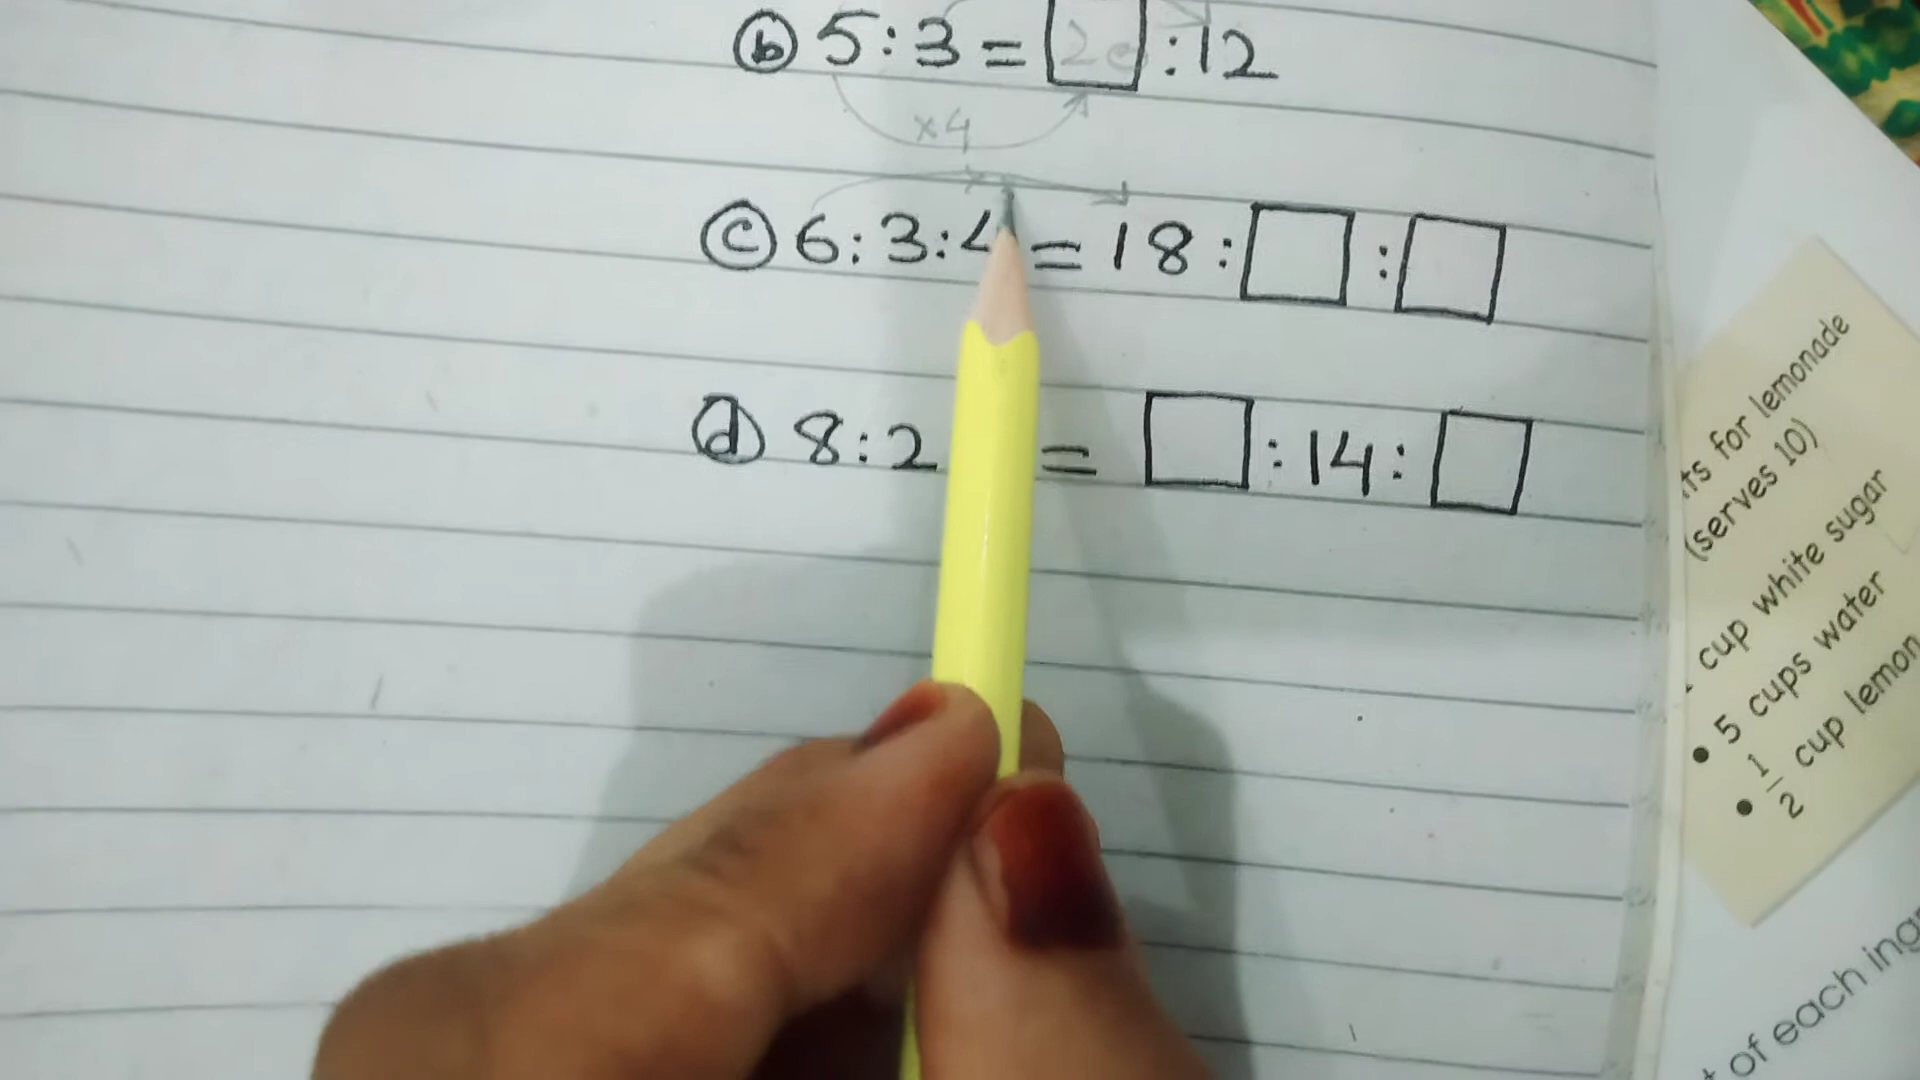 ⓑ 5:3 = 20 :12
×4
×
ⓒ 6:3:4 = 18 : □ : □
ⓓ 8:2 = □ : 14 : □
ts for lemonade
(serves 10)
cup white sugar
• 5 cups water
• 1/2 cup lemon
of each ing